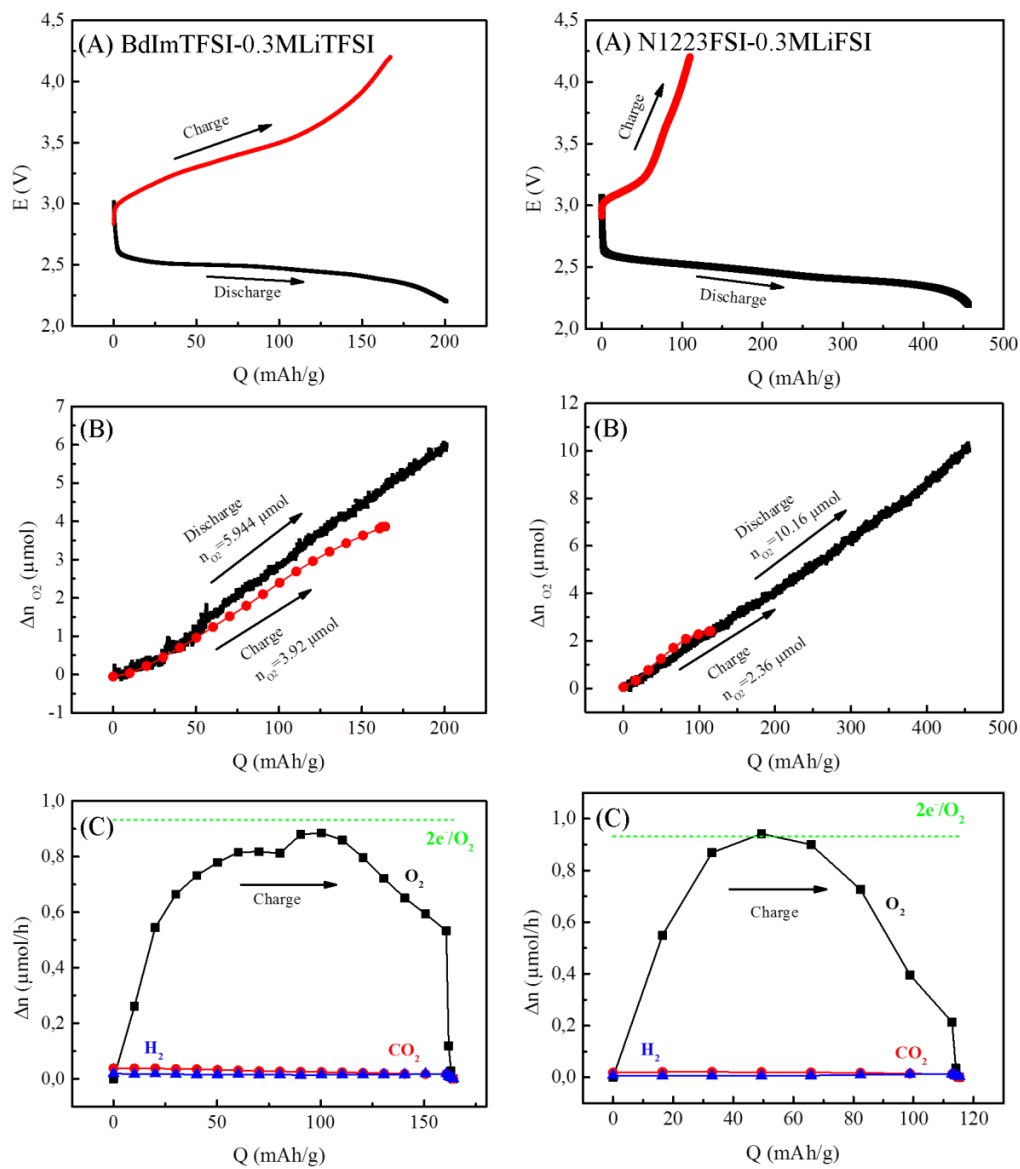 (A) BdImTFSI-0.3MLiTFSI
4,5
4,0
3,5
3,0
2,5
2,0
E (V)
Charge
Discharge
0 50 100 150 200
Q (mAh/g)
(A) N1223FSI-0.3MLiFSI
4,5
4,0
3,5
3,0
2,5
2,0
E (V)
Charge
Discharge
0 100 200 300 400 500
Q (mAh/g)
(B)
7
6
5
4
3
2
1
0
-1
Δn O2 (μmol)
Discharge
nO2=5.944 μmol
Charge
nO2=3.92 μmol
0 50 100 150 200
Q (mAh/g)
(B)
12
10
8
6
4
2
0
Δn O2 (μmol)
Discharge
nO2=10.16 μmol
Charge
nO2=2.36 μmol
0 100 200 300 400 500
Q (mAh/g)
(C)
1,0
0,8
0,6
0,4
0,2
0,0
Δn (μmol/h)
2e⁻/O2
O2
Charge
H2
CO2
0 50 100 150
Q (mAh/g)
(C)
1,0
0,8
0,6
0,4
0,2
0,0
Δn (μmol/h)
2e⁻/O2
O2
Charge
H2
CO2
0 20 40 60 80 100 120
Q (mAh/g)